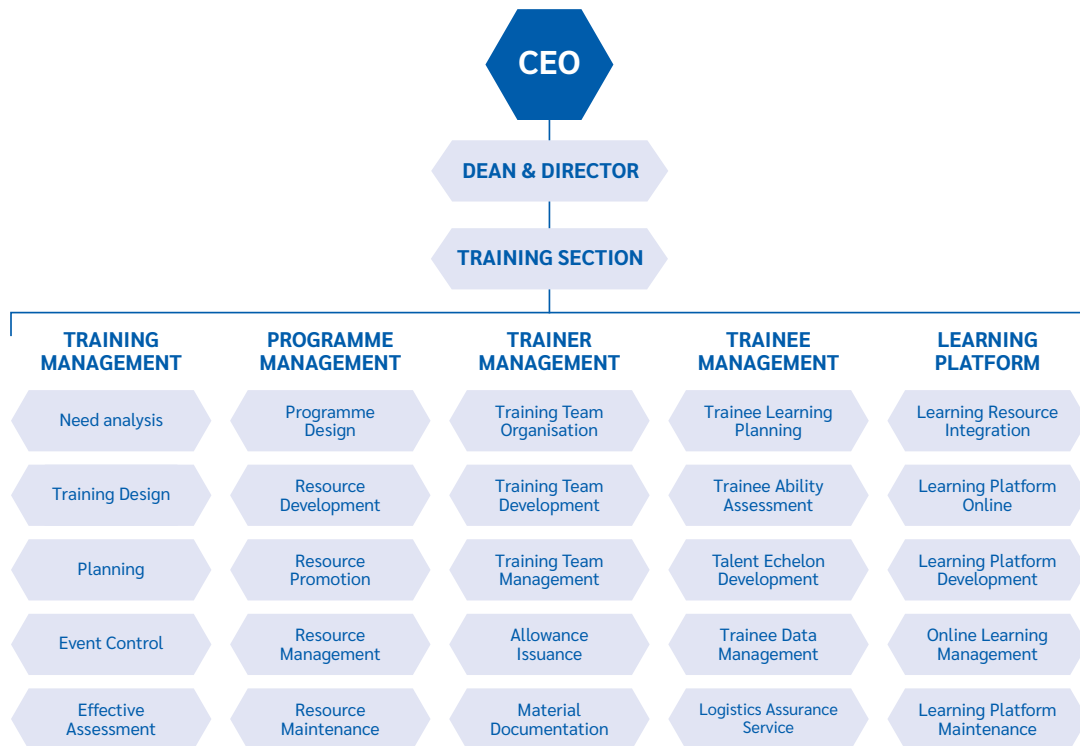 CEO
DEAN & DIRECTOR
TRAINING SECTION
TRAINING
MANAGEMENT
Need analysis
Training Design
Planning
Event Control
Effective
Assessment
PROGRAMME
MANAGEMENT
Programme
Design
Resource
Development
Resource
Promotion
Resource
Management
Resource
Maintenance
TRAINER
MANAGEMENT
Training Team
Organisation
Training Team
Development
Training Team
Management
Allowance
Issuance
Material
Documentation
TRAINEE
MANAGEMENT
Trainee Learning
Planning
Trainee Ability
Assessment
Talent Echelon
Development
Trainee Data
Management
Logistics Assurance
Service
LEARNING
PLATFORM
Learning Resource
Integration
Learning Platform
Online
Learning Platform
Development
Online Learning
Management
Learning Platform
Maintenance